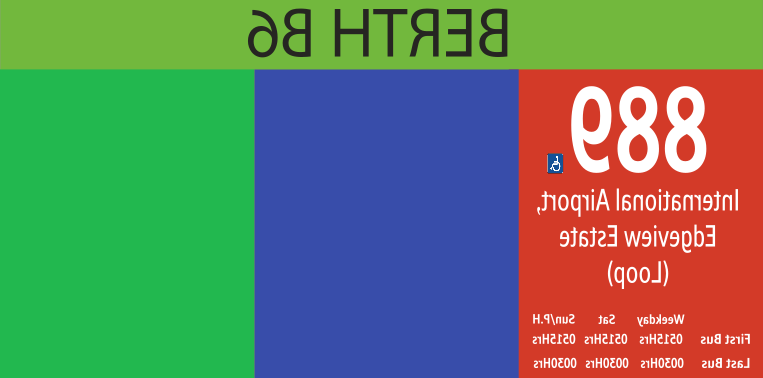 BERTH B6
889
International Airport,
Edgeview Estate
(Loop)
Weekday Sat Sun/P.H
First Bus 0515Hrs 0515Hrs 0515Hrs
Last Bus 0030Hrs 0030Hrs 0030Hrs